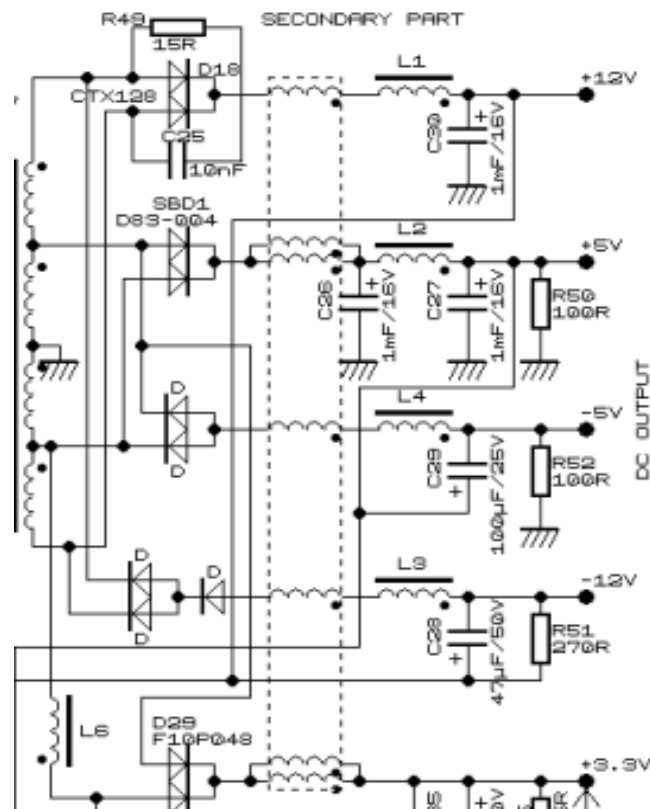 R49
SECONDARY PART
15R
D18
L1
+12V
CTX128
C25
10nF
C30
+
1mF/16V
SBD1
D83-004
L2
+5V
C26
+
1mF/16V
C27
+
1mF/16V
R50
100R
D
L4
-5V
DC OUTPUT
D
C29
+
100µF/25V
R52
100R
D
L3
-12V
D
C28
+
47µF/50V
R51
270R
L6
D29
F10P048
+3.3V
+